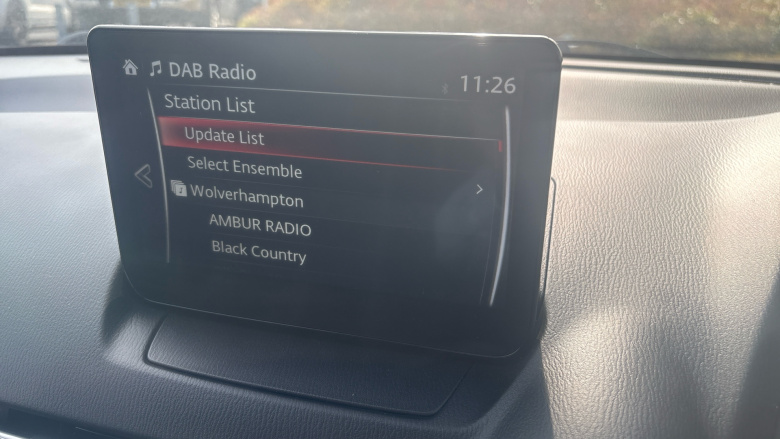 DAB Radio
11:26
Station List
Update List
Select Ensemble
Wolverhampton
AMBUR RADIO
Black Country